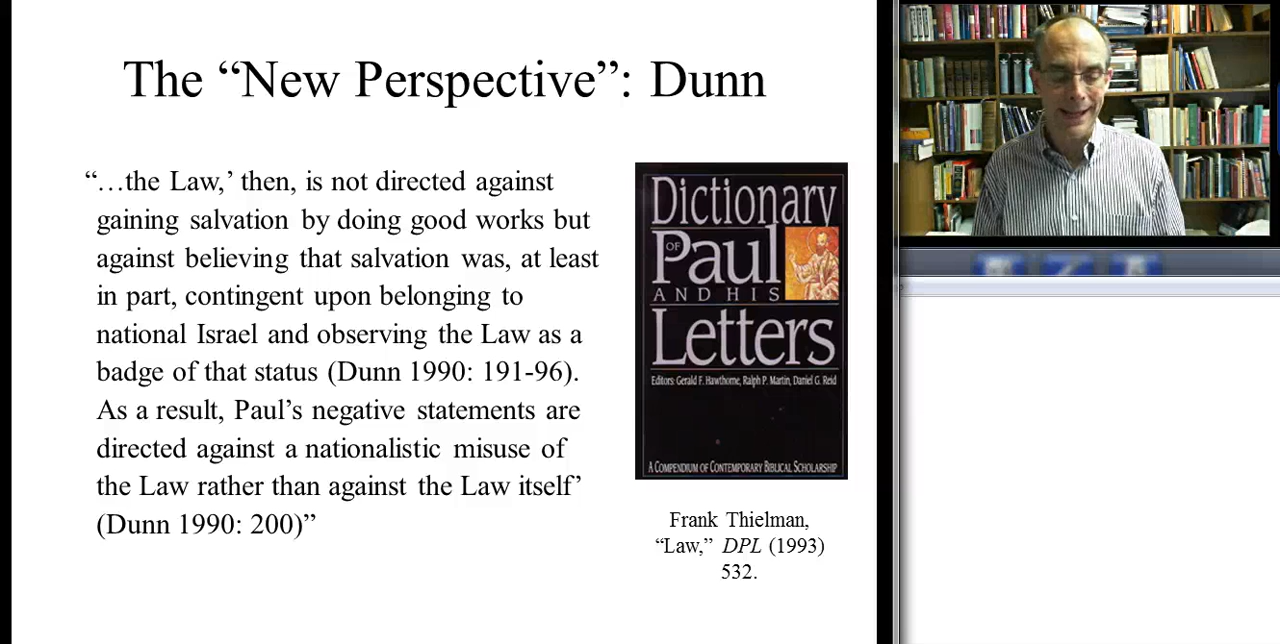 The “New Perspective”: Dunn
“…the Law,’ then, is not directed against
gaining salvation by doing good works but
against believing that salvation was, at least
in part, contingent upon belonging to
national Israel and observing the Law as a
badge of that status (Dunn 1990: 191-96).
As a result, Paul’s negative statements are
directed against a nationalistic misuse of
the Law rather than against the Law itself’
(Dunn 1990: 200)”
Dictionary
OF
Paul
AND HIS
Letters
Editors: Gerald F. Hawthorne, Ralph P. Martin, Daniel G. Reid
A COMPENDIUM OF CONTEMPORARY BIBLICAL SCHOLARSHIP
Frank Thielman,
“Law,” DPL (1993)
532.